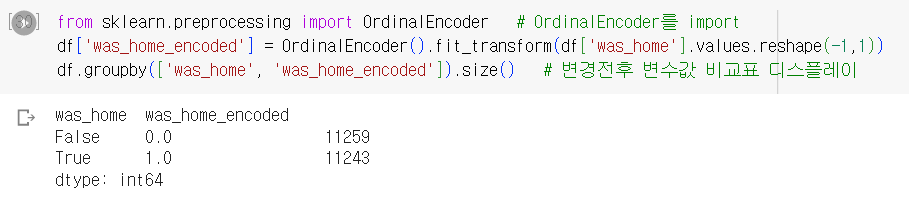 from sklearn.preprocessing import OrdinalEncoder   # OrdinalEncoder를 import
df['was_home_encoded'] = OrdinalEncoder().fit_transform(df['was_home'].values.reshape(-1,1))
df.groupby(['was_home', 'was_home_encoded']).size()   # 변경전후 변수값 비교표 디스플레이
was_home  was_home_encoded
False     0.0                 11259
True      1.0                 11243
dtype: int64